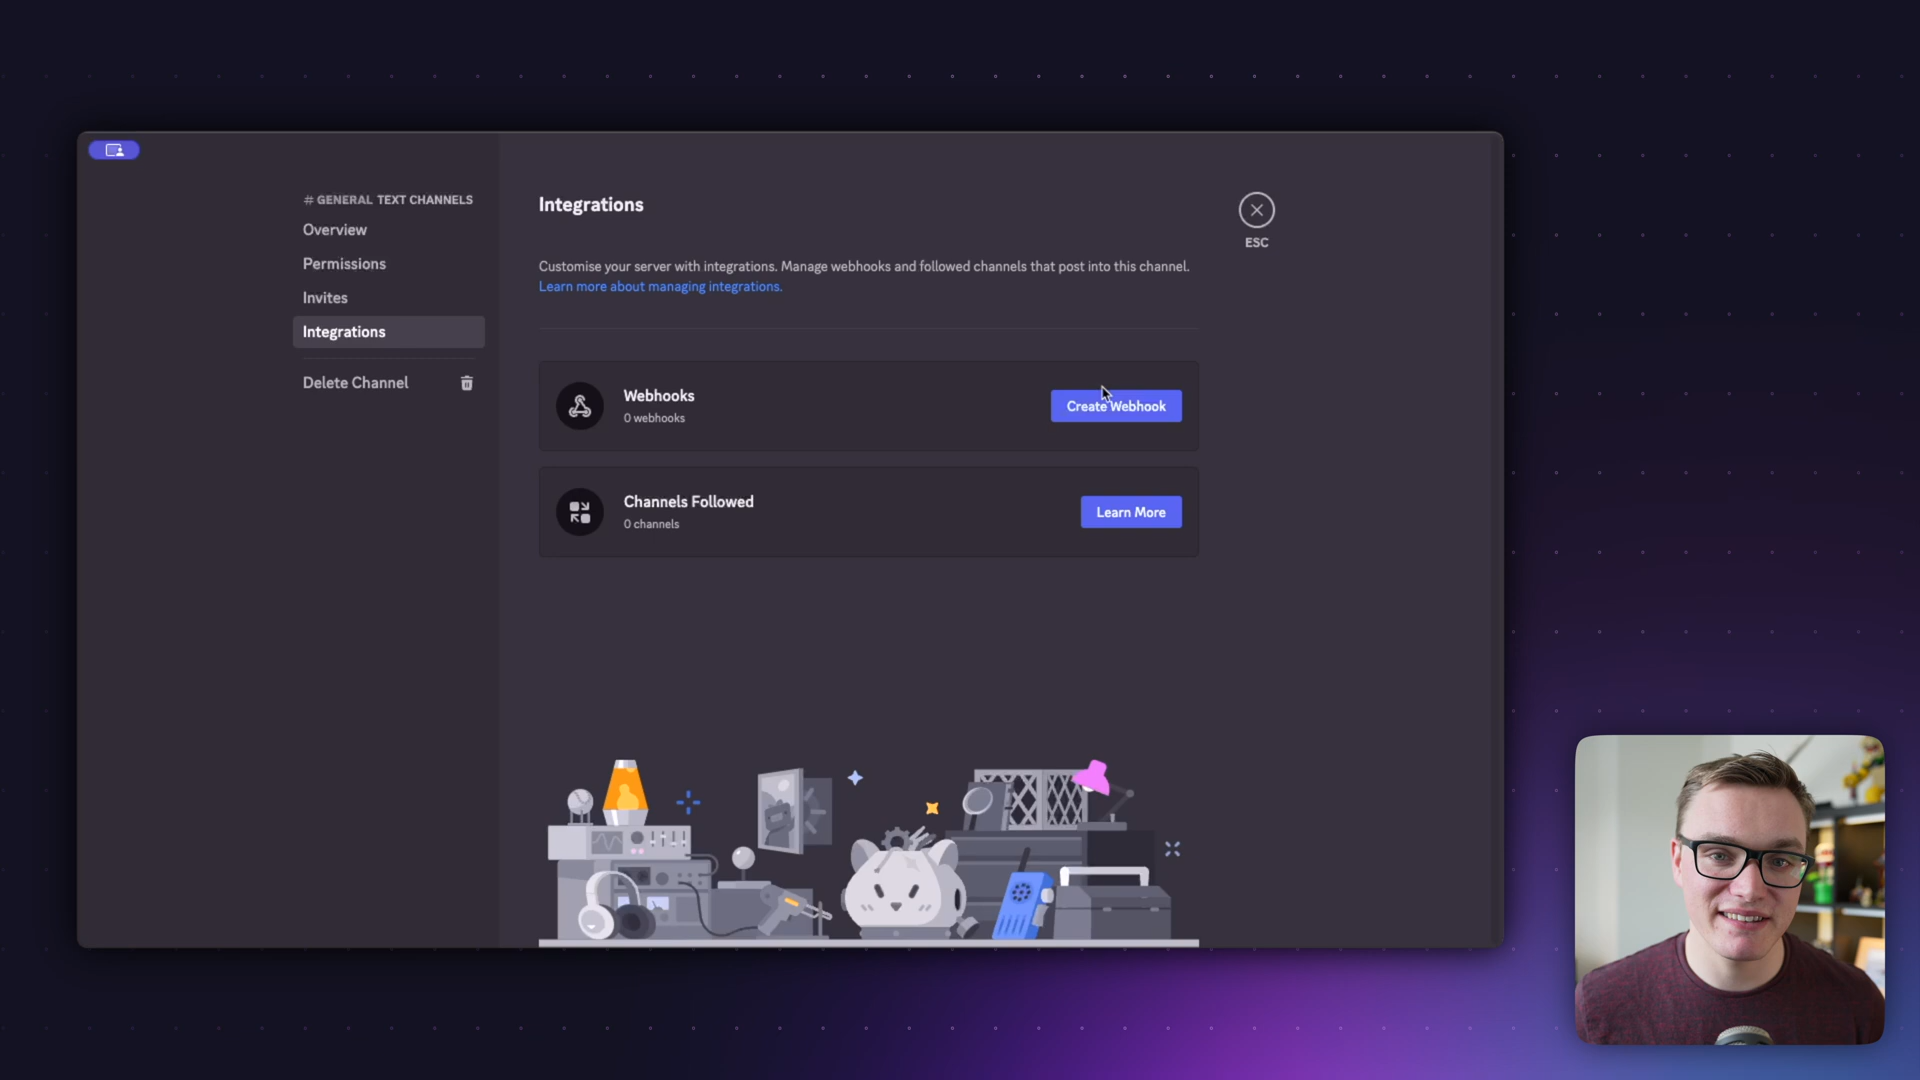 # GENERAL TEXT CHANNELS
Overview
Permissions
Invites
Integrations
Delete Channel
Integrations
ESC
Customise your server with integrations. Manage webhooks and followed channels that post into this channel.
Learn more about managing integrations.
Webhooks
0 webhooks
Create Webhook
Channels Followed
0 channels
Learn More